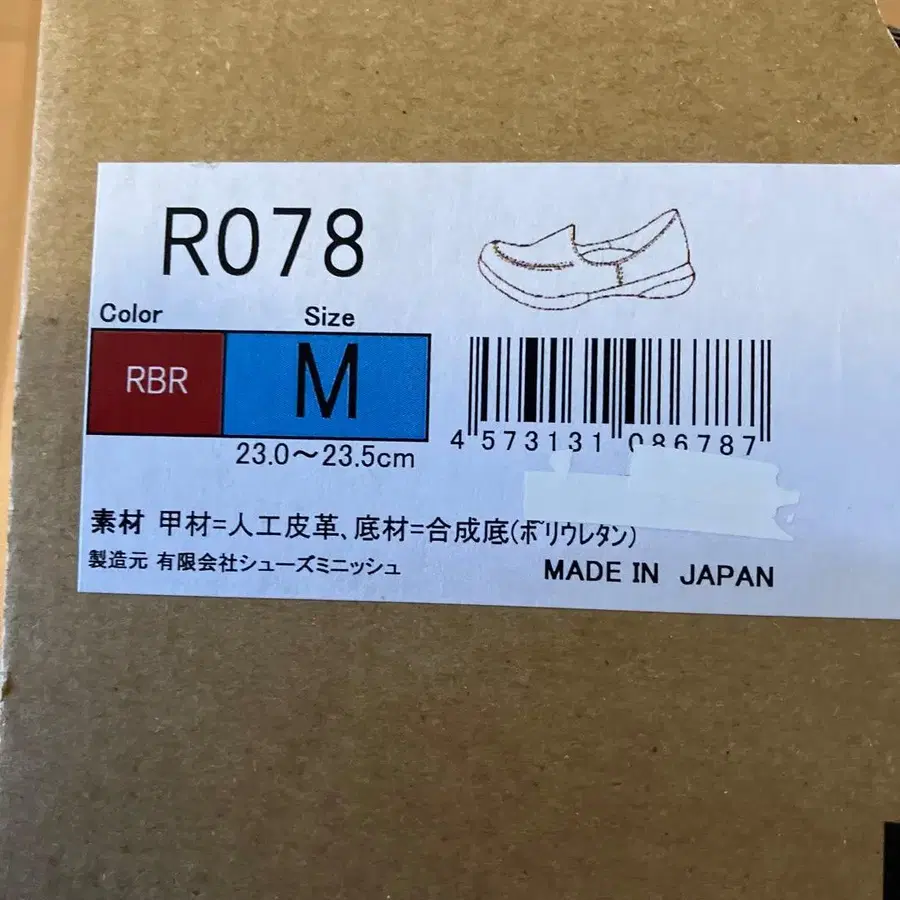 R078
Color Size
RBR M
23.0～23.5cm
4 573131 086787
素材 甲材=人工皮革、底材=合成底(ポリウレタン)
製造元 有限会社シューズミニッシュ
MADE IN JAPAN